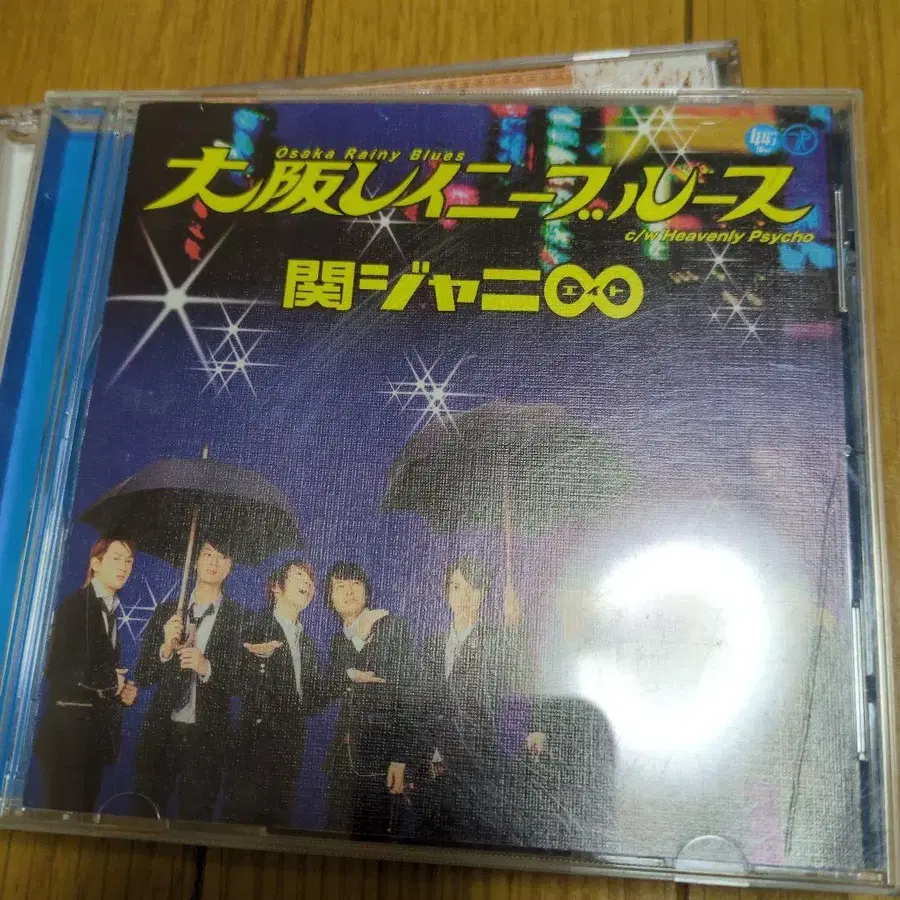 Osaka Rainy Blues
大阪レイニーブルース
c/w Heavenly Psycho
関ジャニ∞
エイト